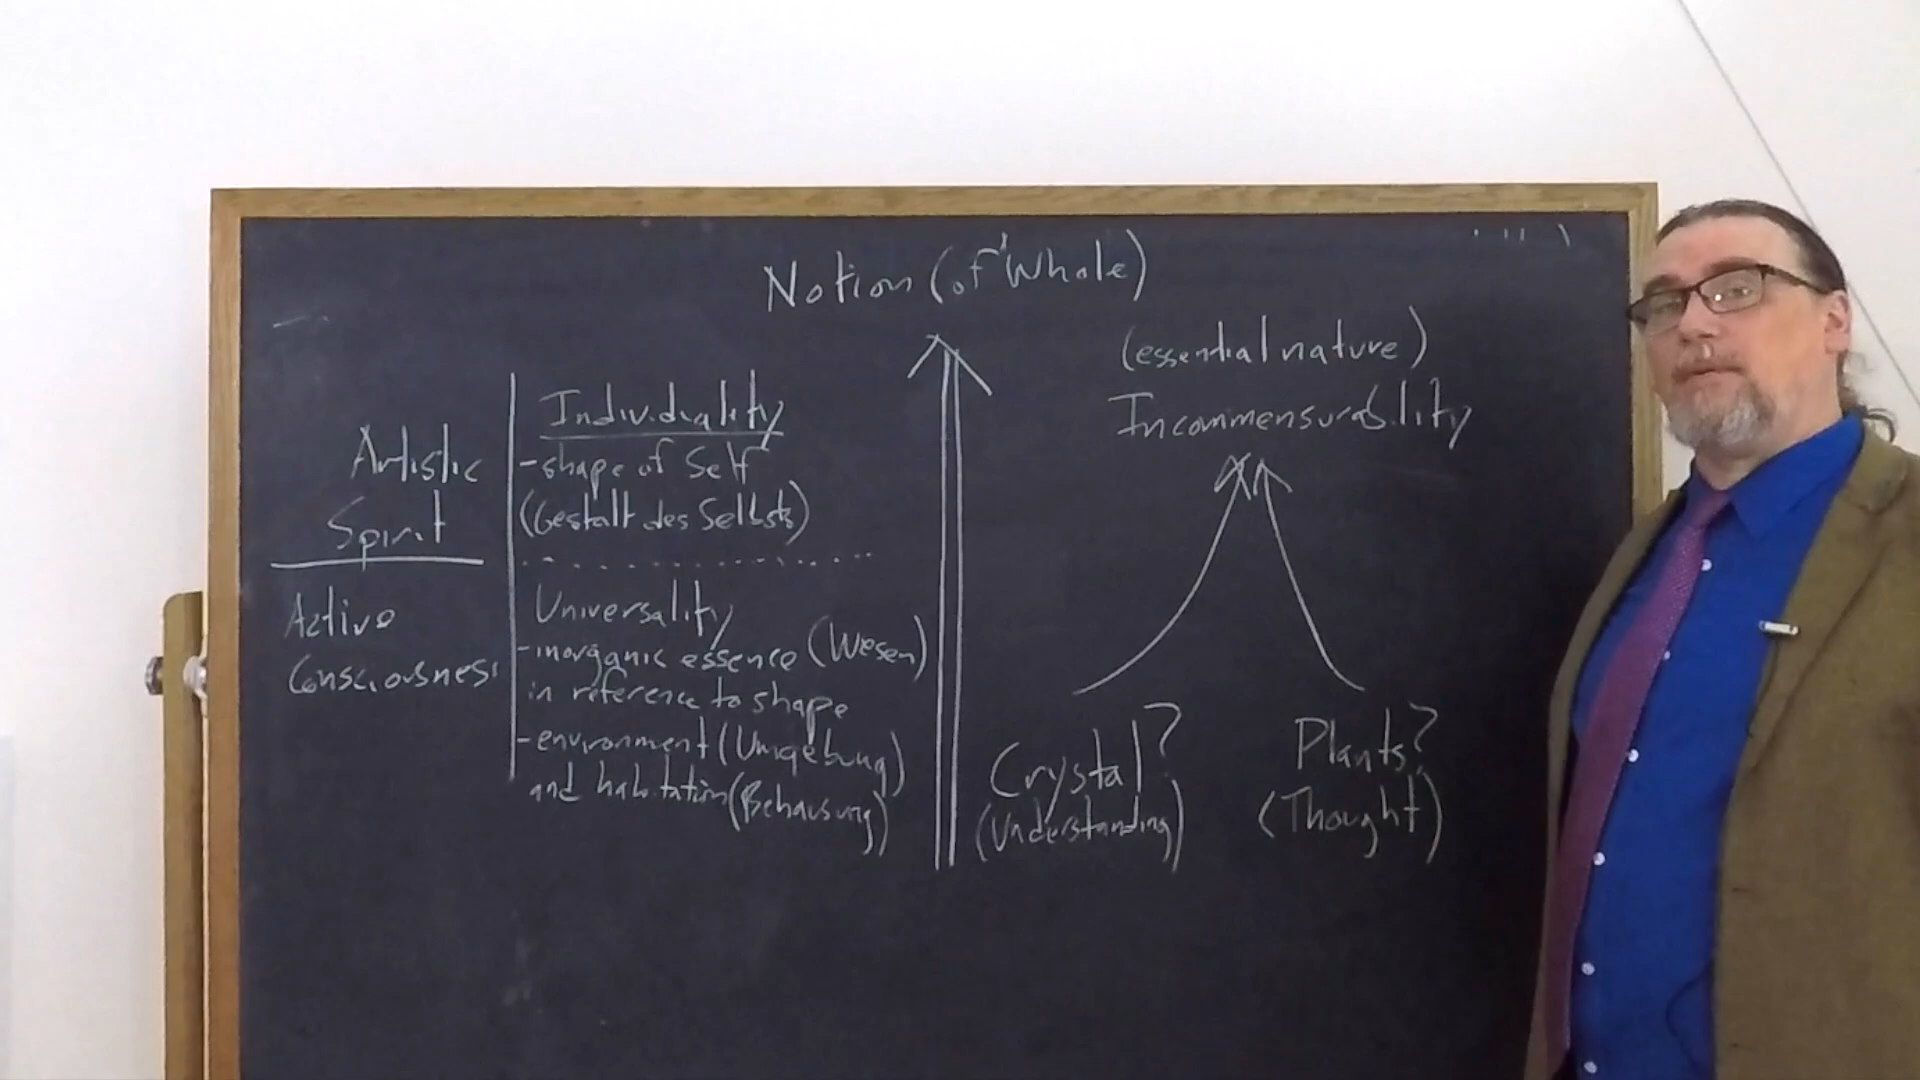 Notion (of Whole)
Artistic
Spirit
Active
Consciousness
Individuality
-shape of Self
(Gestalt des Selbsts)
Universality
-inorganic essence (Wesen)
in reference to shape
-environment (Umgebung)
and habitation (Behausung)
(essential nature)
Incommensurability
Crystal?
(Understanding)
Plants?
(Thought)